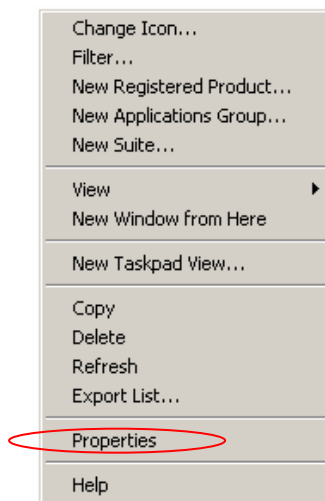 Change Icon...
Filter...
New Registered Product...
New Applications Group...
New Suite...
View
New Window from Here
New Taskpad View...
Copy
Delete
Refresh
Export List...
Properties
Help